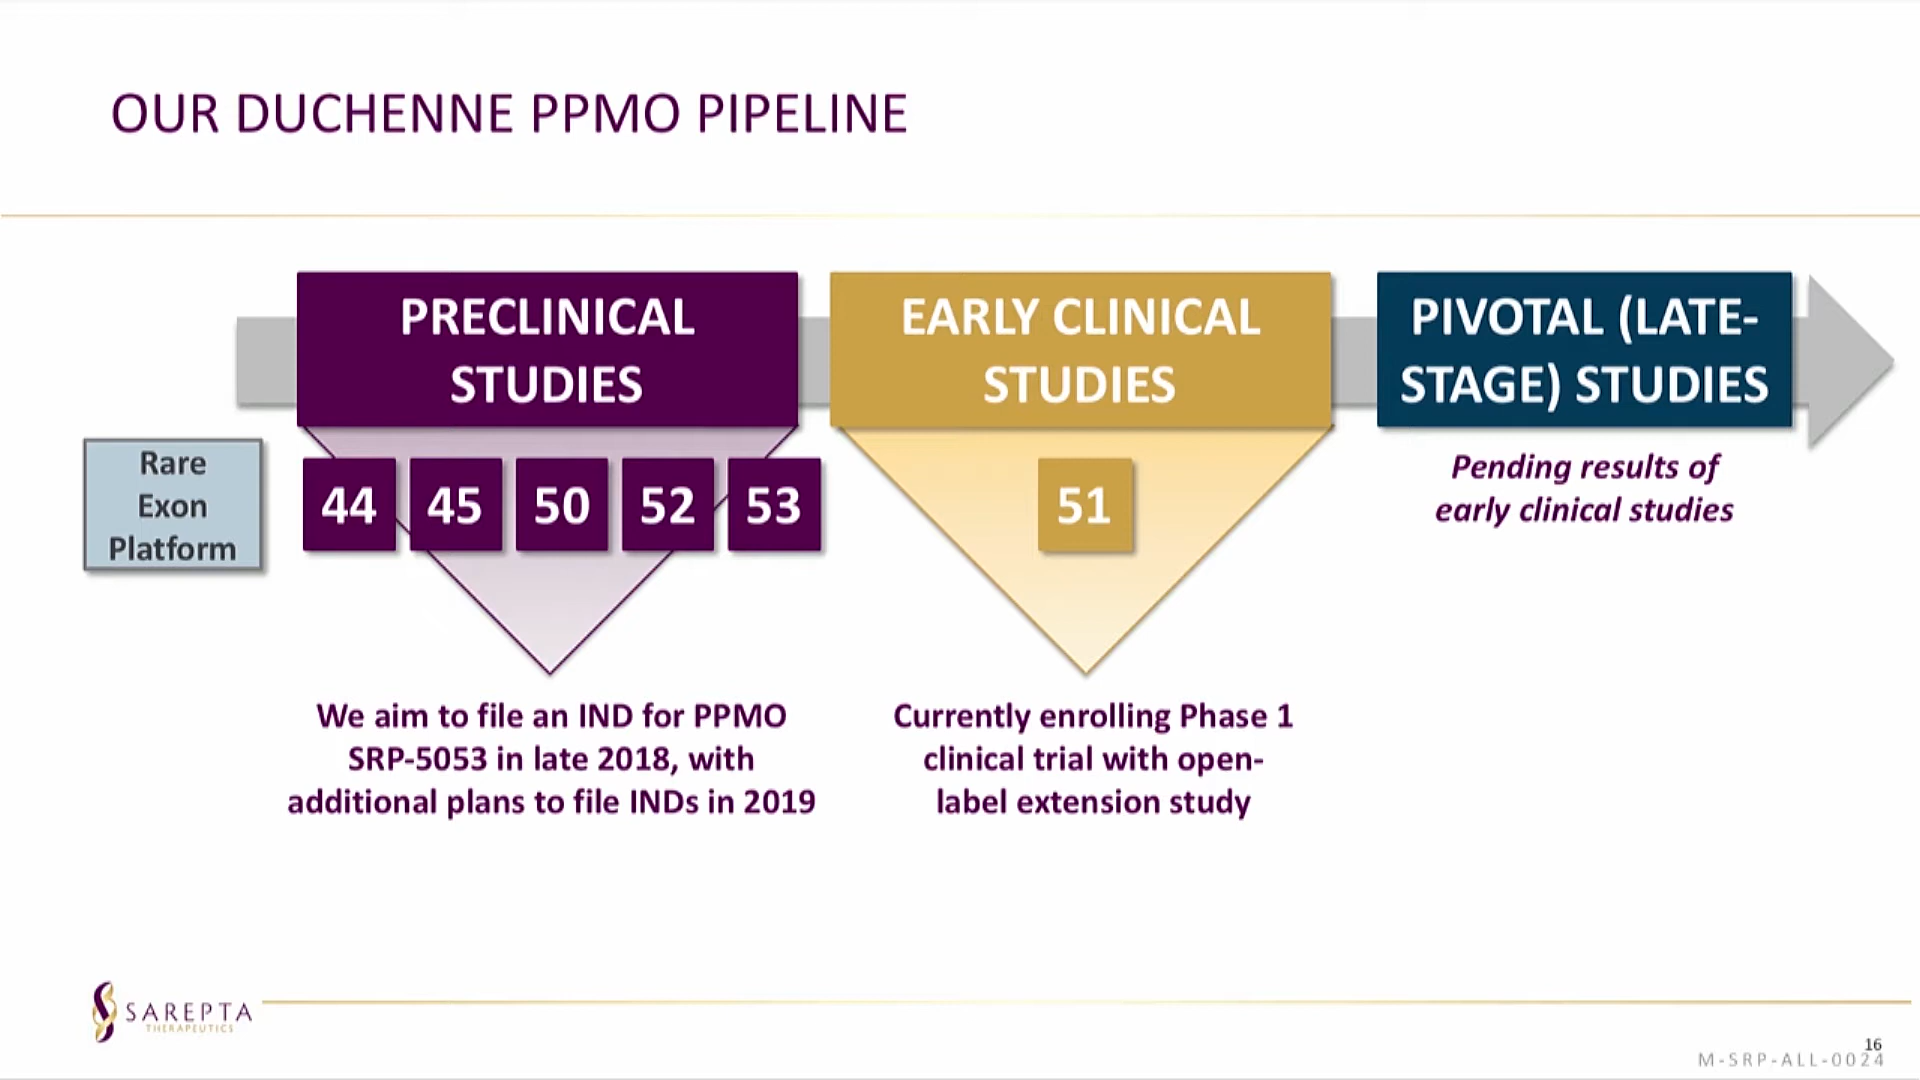 OUR DUCHENNE PPMO PIPELINE
PRECLINICAL
STUDIES
EARLY CLINICAL
STUDIES
PIVOTAL (LATE-
STAGE) STUDIES
Rare
Exon
Platform
44 45 50 52 53
51
Pending results of
early clinical studies
We aim to file an IND for PPMO
SRP-5053 in late 2018, with
additional plans to file INDs in 2019
Currently enrolling Phase 1
clinical trial with open-
label extension study
SAREPTA
THERAPEUTICS
16
M-SRP-ALL-0024